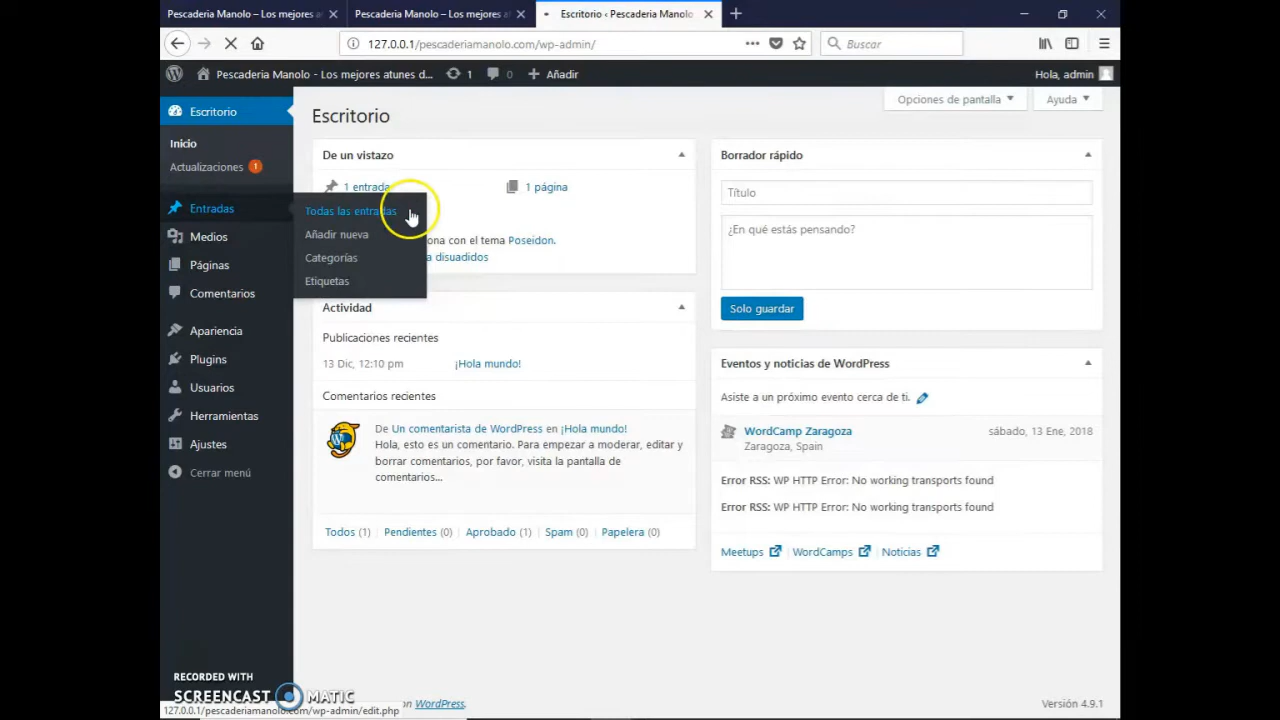 Pescaderia Manolo – Los mejores a
Pescaderia Manolo – Los mejores a
Escritorio ‹ Pescaderia Manolo
127.0.0.1/pescaderiamanolo.com/wp-admin/
Buscar
Pescaderia Manolo - Los mejores atunes d...
1
0
Añadir
Hola, admin
Escritorio
Inicio
Actualizaciones 1
Entradas
Medios
Páginas
Comentarios
Apariencia
Plugins
Usuarios
Herramientas
Ajustes
Cerrar menú
Todas las entradas
Añadir nueva
Categorías
Etiquetas
Opciones de pantalla
Ayuda
Escritorio
De un vistazo
1 entrada
1 página
ona con el tema Poseidon.
a disuadidos
Actividad
Publicaciones recientes
13 Dic, 12:10 pm ¡Hola mundo!
Comentarios recientes
De Un comentarista de WordPress en ¡Hola mundo!
Hola, esto es un comentario. Para empezar a moderar, editar y
borrar comentarios, por favor, visita la pantalla de
comentarios...
Todos (1) Pendientes (0) Aprobado (1) Spam (0) Papelera (0)
Borrador rápido
Título
¿En qué estás pensando?
Solo guardar
Eventos y noticias de WordPress
Asiste a un próximo evento cerca de ti.
WordCamp Zaragoza sábado, 13 Ene, 2018
Zaragoza, Spain
Error RSS: WP HTTP Error: No working transports found
Error RSS: WP HTTP Error: No working transports found
Meetups WordCamps Noticias
RECORDED WITH
SCREENCAST MATIC
on WordPress.
Versión 4.9.1
127.0.0.1/pescaderiamanolo.com/wp-admin/edit.php